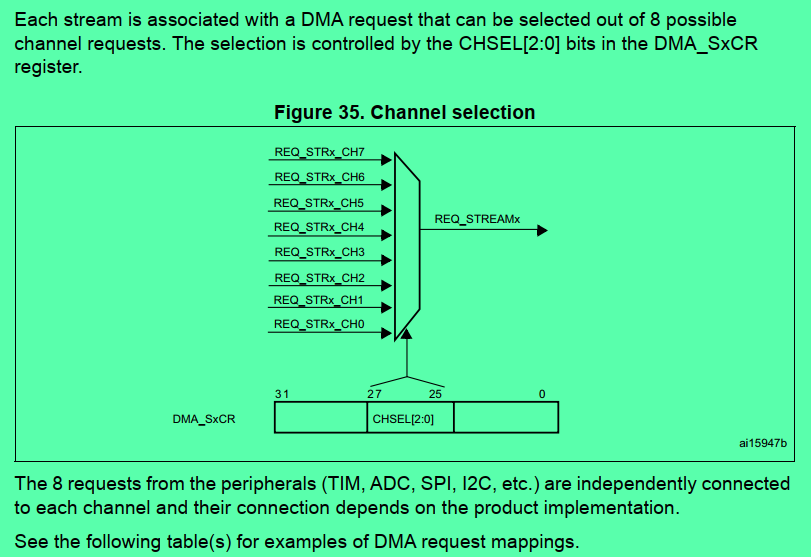 Each stream is associated with a DMA request that can be selected out of 8 possible
channel requests. The selection is controlled by the CHSEL[2:0] bits in the DMA_SxCR
register.
Figure 35. Channel selection
REQ_STRx_CH7
REQ_STRx_CH6
REQ_STRx_CH5
REQ_STRx_CH4
REQ_STREAMx
REQ_STRx_CH3
REQ_STRx_CH2
REQ_STRx_CH1
REQ_STRx_CH0
31 27 25 0
DMA_SxCR CHSEL[2:0]
ai15947b
The 8 requests from the peripherals (TIM, ADC, SPI, I2C, etc.) are independently connected
to each channel and their connection depends on the product implementation.
See the following table(s) for examples of DMA request mappings.